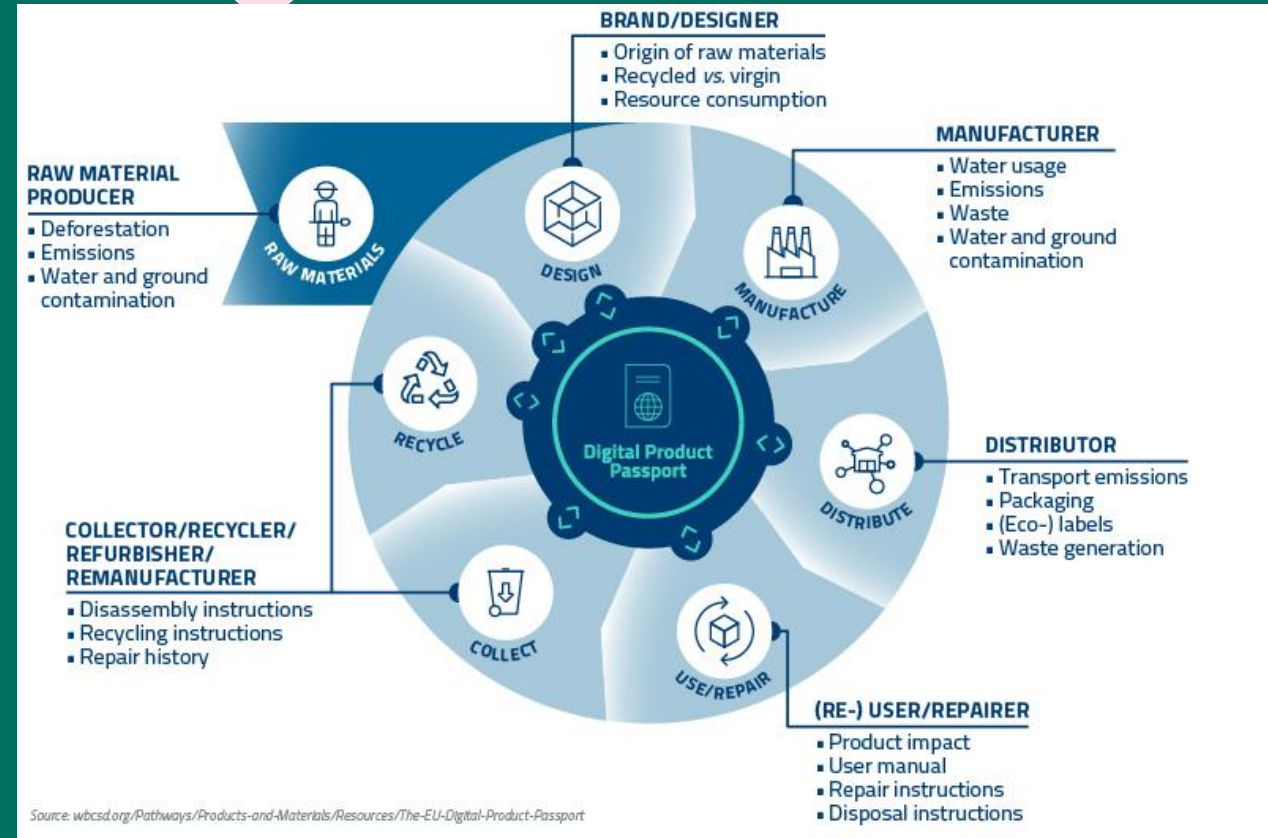 BRAND/DESIGNER
▪ Origin of raw materials
▪ Recycled vs. virgin
▪ Resource consumption
MANUFACTURER
▪ Water usage
▪ Emissions
▪ Waste
▪ Water and ground
contamination
RAW MATERIAL
PRODUCER
▪ Deforestation
▪ Emissions
▪ Water and ground
contamination
RAW MATERIALS
DESIGN
MANUFACTURE
RECYCLE
Digital Product
Passport
DISTRIBUTE
DISTRIBUTOR
▪ Transport emissions
▪ Packaging
▪ (Eco-) labels
▪ Waste generation
COLLECTOR/RECYCLER/
REFURBISHER/
REMANUFACTURER
▪ Disassembly instructions
▪ Recycling instructions
▪ Repair history
COLLECT
USE/REPAIR
(RE-) USER/REPAIRER
▪ Product impact
▪ User manual
▪ Repair instructions
▪ Disposal instructions
Source: wbcsd.org/Pathways/Products-and-Materials/Resources/The-EU-Digital-Product-Passport